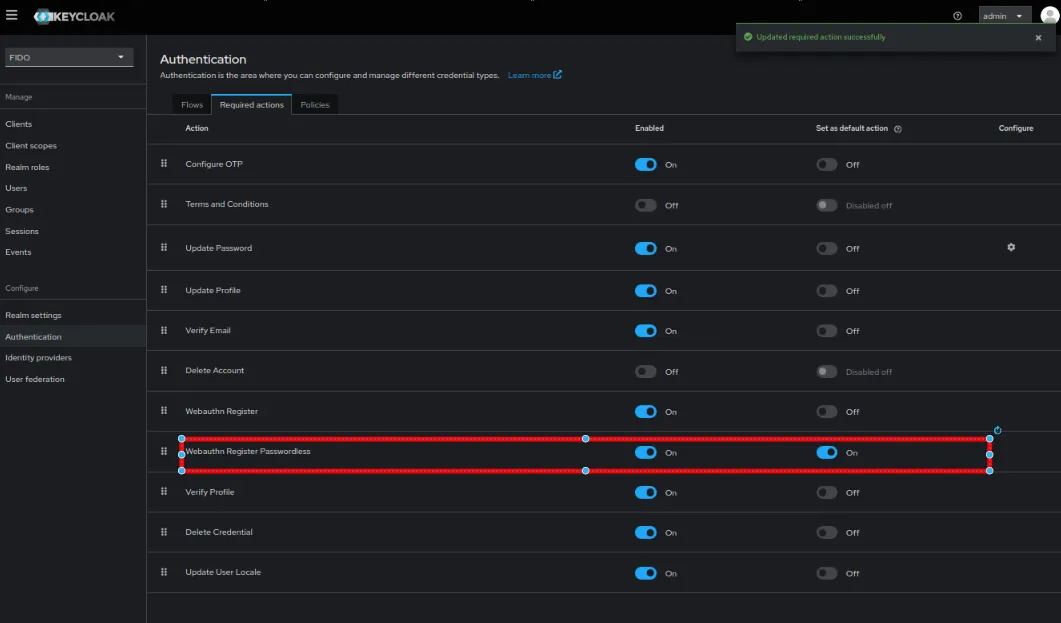 KEYCLOAK
admin
Updated required action successfully
FIDO
Manage
Clients
Client scopes
Realm roles
Users
Groups
Sessions
Events
Configure
Realm settings
Authentication
Identity providers
User federation
Authentication
Authentication is the area where you can configure and manage different credential types. Learn more
Flows Required actions Policies
Action Enabled Set as default action Configure
Configure OTP On Off
Terms and Conditions Off Disabled off
Update Password On Off
Update Profile On Off
Verify Email On Off
Delete Account Off Disabled off
Webauthn Register On Off
Webauthn Register Passwordless On On
Verify Profile On Off
Delete Credential On Off
Update User Locale On Off